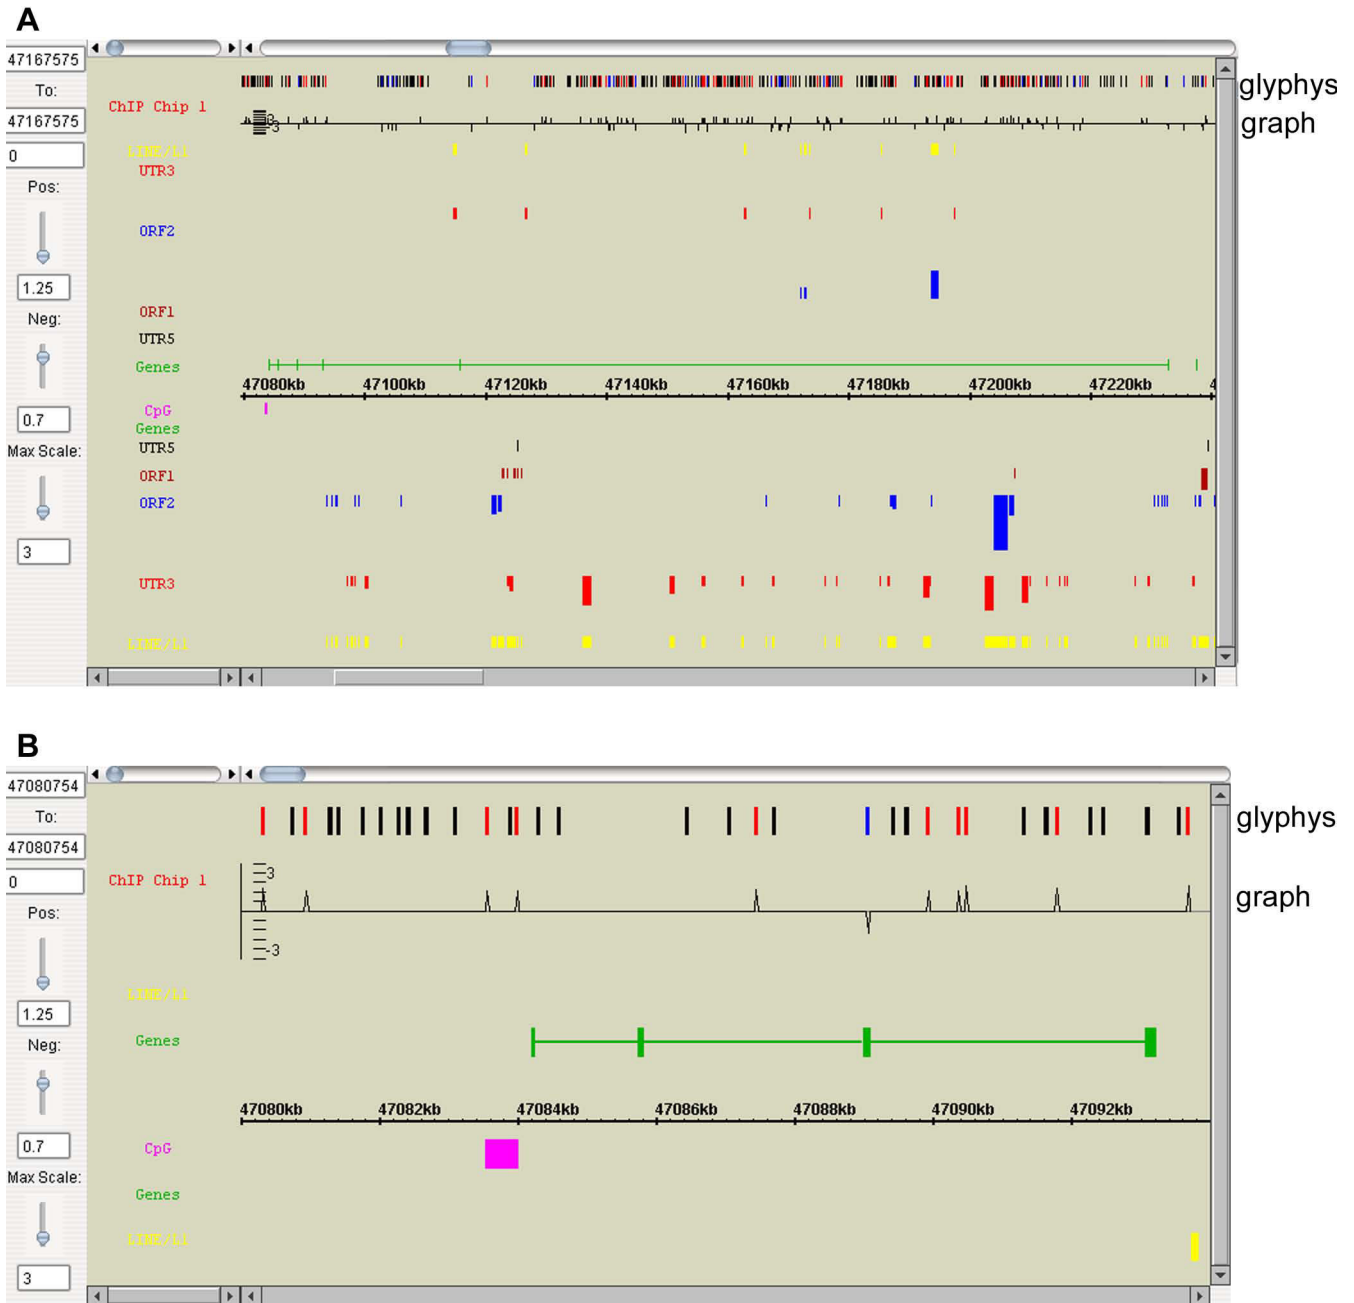 A
47167575
To:
47167575
0
Pos:
1.25
Neg:
0.7
Max Scale:
3
glyphys
ChIP Chip 1
3
-3
graph
LINE/L1
UTR3
ORF2
ORF1
UTR5
Genes
47080kb 47100kb 47120kb 47140kb 47160kb 47180kb 47200kb 47220kb 4
CpG
Genes
UTR5
ORF1
ORF2
UTR3
LINE/L1
B
47080754
To:
47080754
0
Pos:
1.25
Neg:
0.7
Max Scale:
3
glyphys
ChIP Chip 1
3
-3
graph
LINE/L1
Genes
47080kb 47082kb 47084kb 47086kb 47088kb 47090kb 47092kb
CpG
Genes
LINE/L1